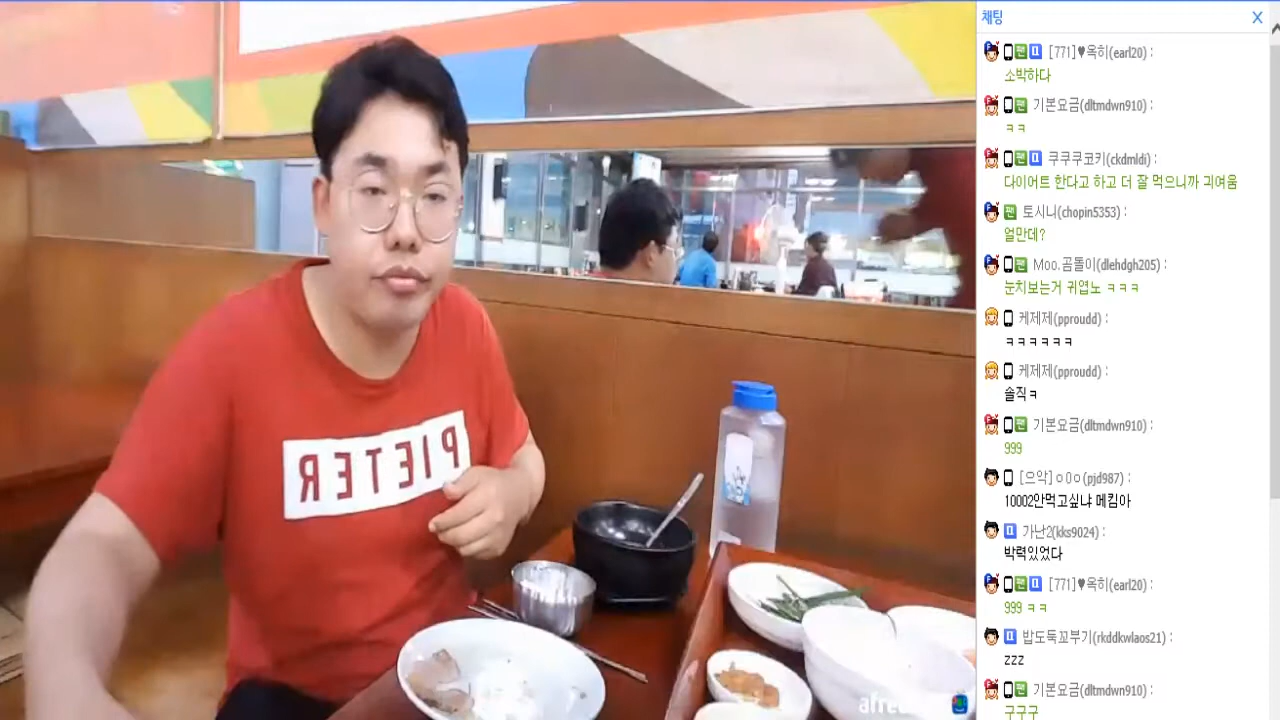 PIETER
afree
채팅
[771]♥옥히(earl20) :
소박하다
기본요금(dltmdwn910) :
ㅋㅋ
쿠쿠쿠코키(ckdmldi) :
다이어트 한다고 하고 더 잘 먹으니까 긔여움
토시니(chopin5353) :
얼만데?
Moo.곰돌이(dlehdgh205) :
눈치보는거 귀엽노 ㅋㅋㅋ
케제제(pproudd) :
ㅋㅋㅋㅋㅋㅋ
케제제(pproudd) :
솔직ㅋ
기본요금(dltmdwn910) :
999
[으악]ㅇ0ㅇ(pjd987) :
10002안먹고싶냐 메킴아
가난2(kks9024) :
박력있었다
[771]♥옥히(earl20) :
999 ㅋㅋ
밥도둑꼬부기(rkddkwlaos21) :
zzz
기본요금(dltmdwn910) :
구구구